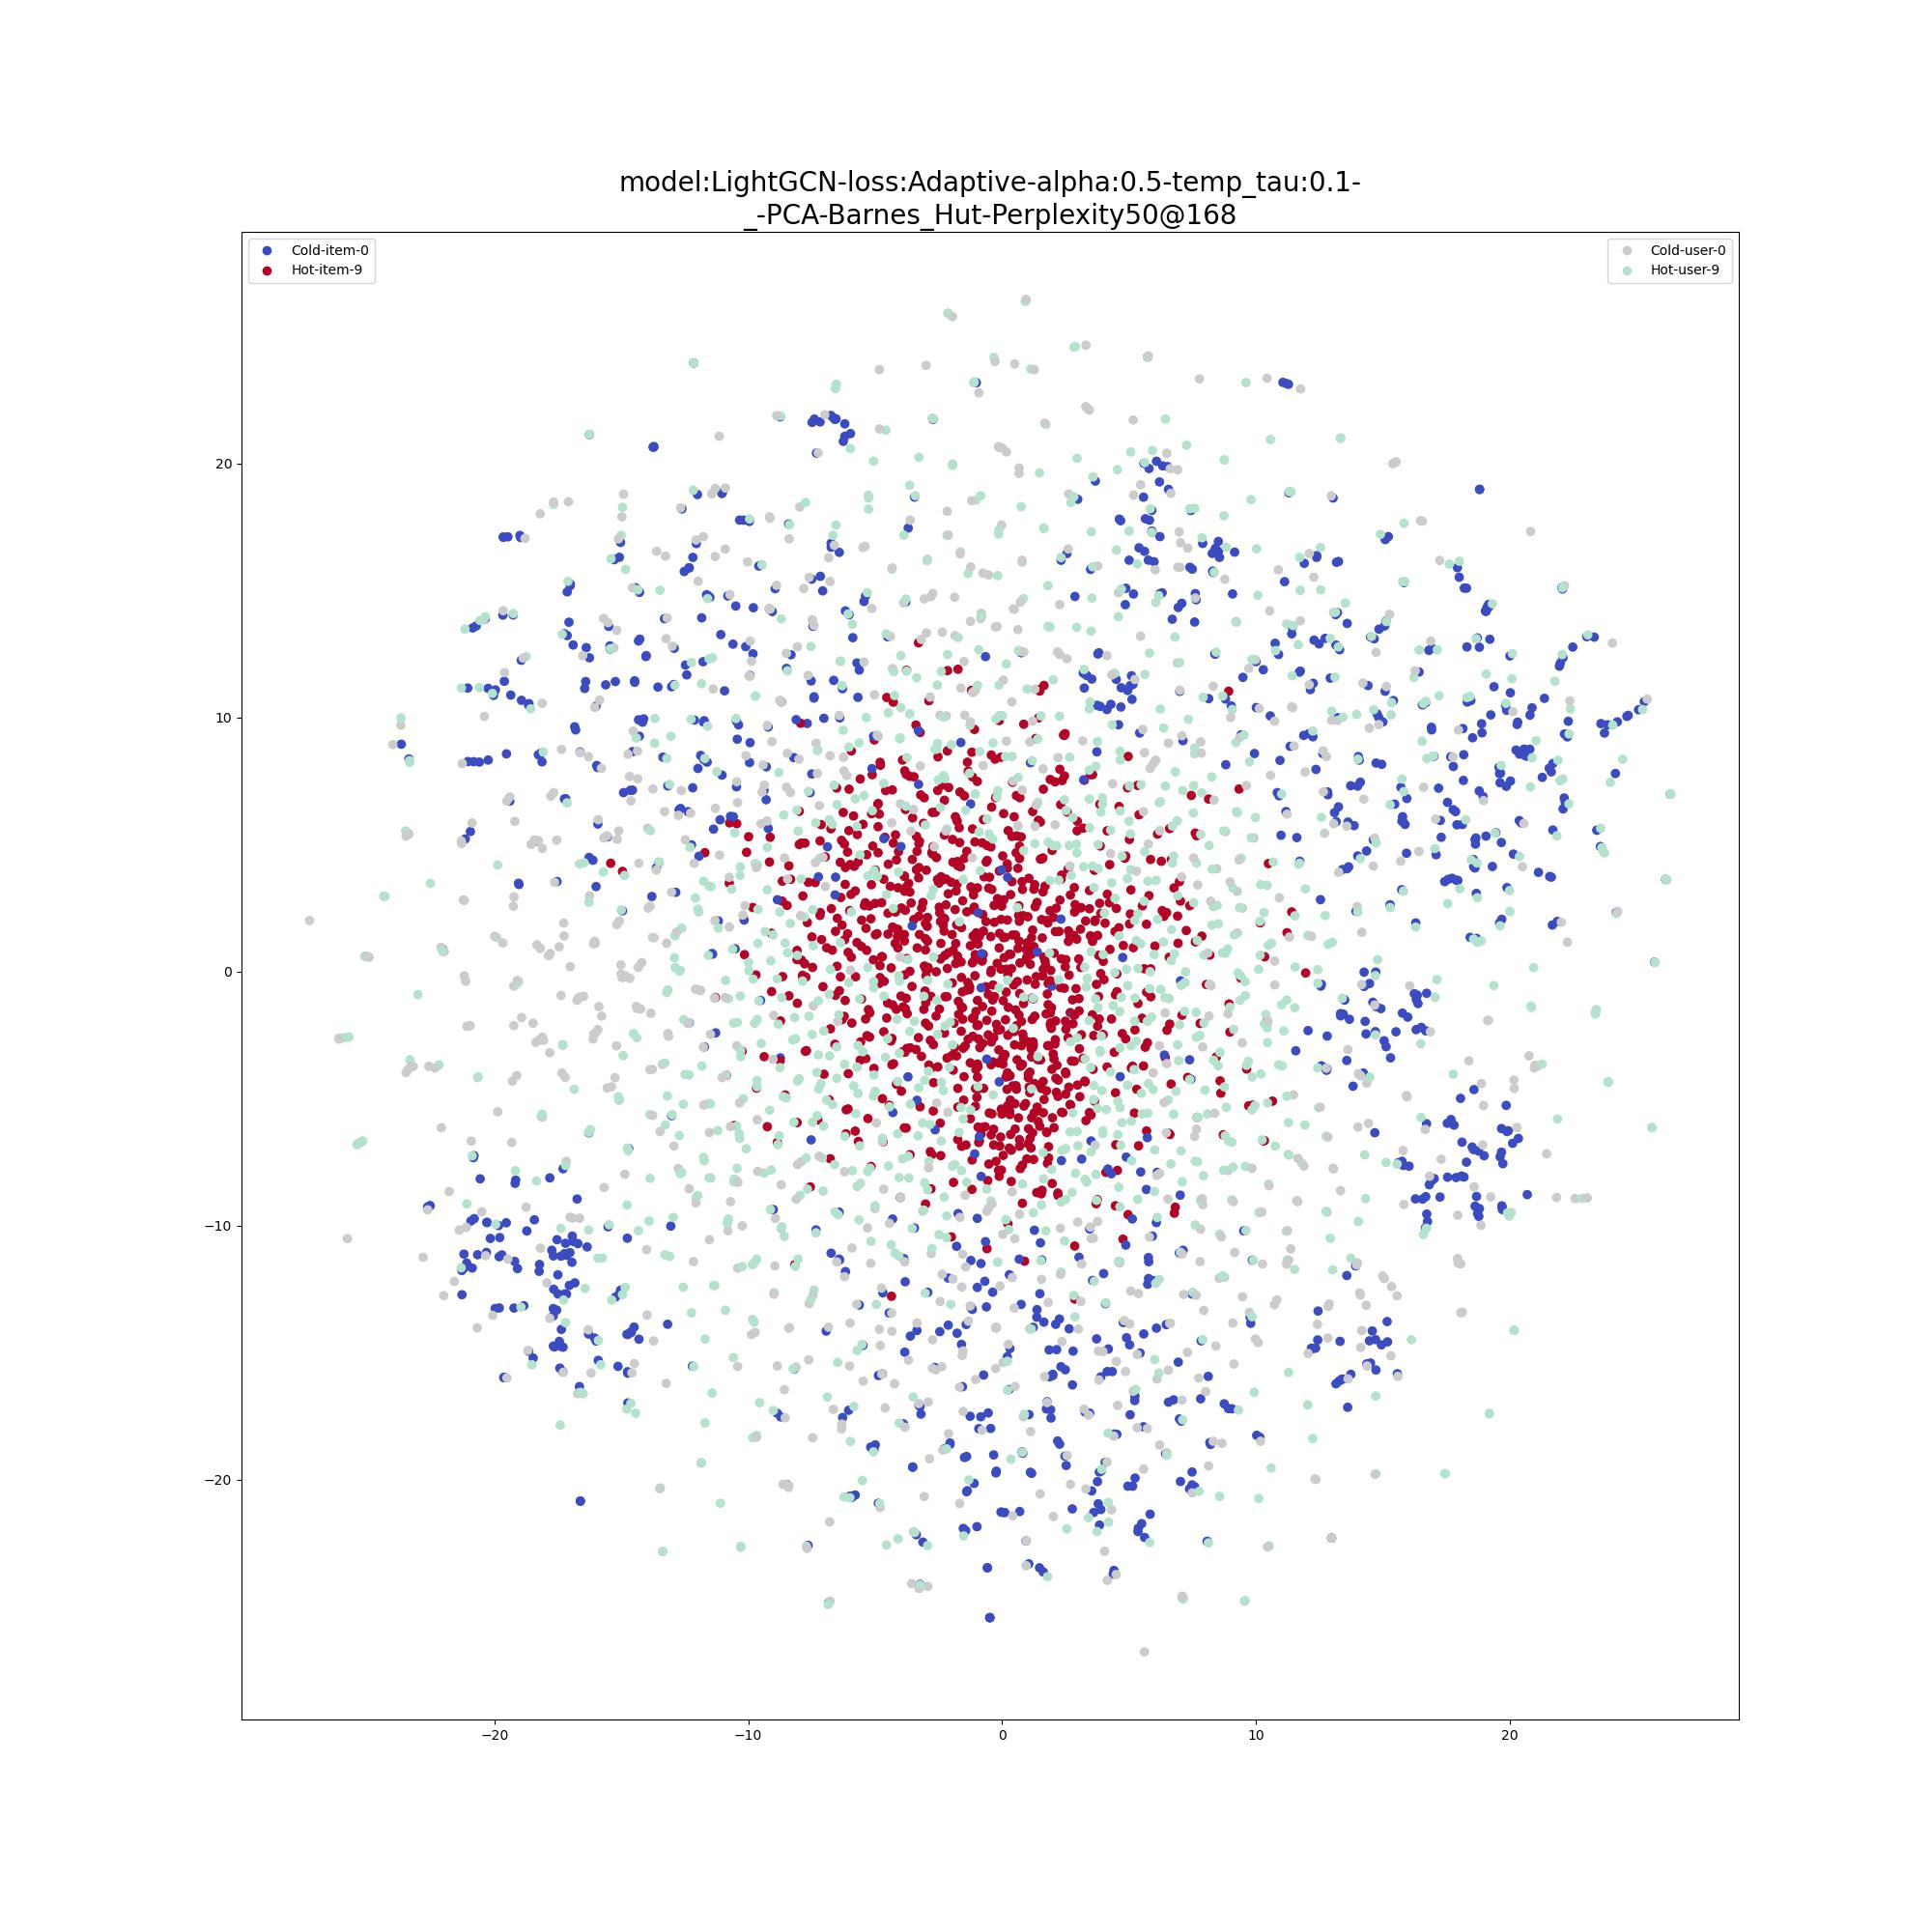 model:LightGCN-loss:Adaptive-alpha:0.5-temp_tau:0.1-
_-PCA-Barnes_Hut-Perplexity50@168
Cold-item-0
Hot-item-9
Cold-user-0
Hot-user-9
20
10
0
−10
−20
−20
−10
0
10
20